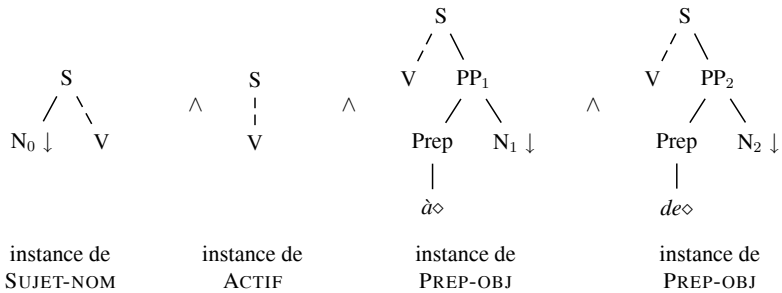 S S
S S
V PP₁ V PP₂
∧ ∧ ∧
N₀ ↓ V V Prep N₁ ↓ Prep N₂ ↓
à◇ de◇
instance de instance de instance de instance de
SUJET-NOM ACTIF PREP-OBJ PREP-OBJ